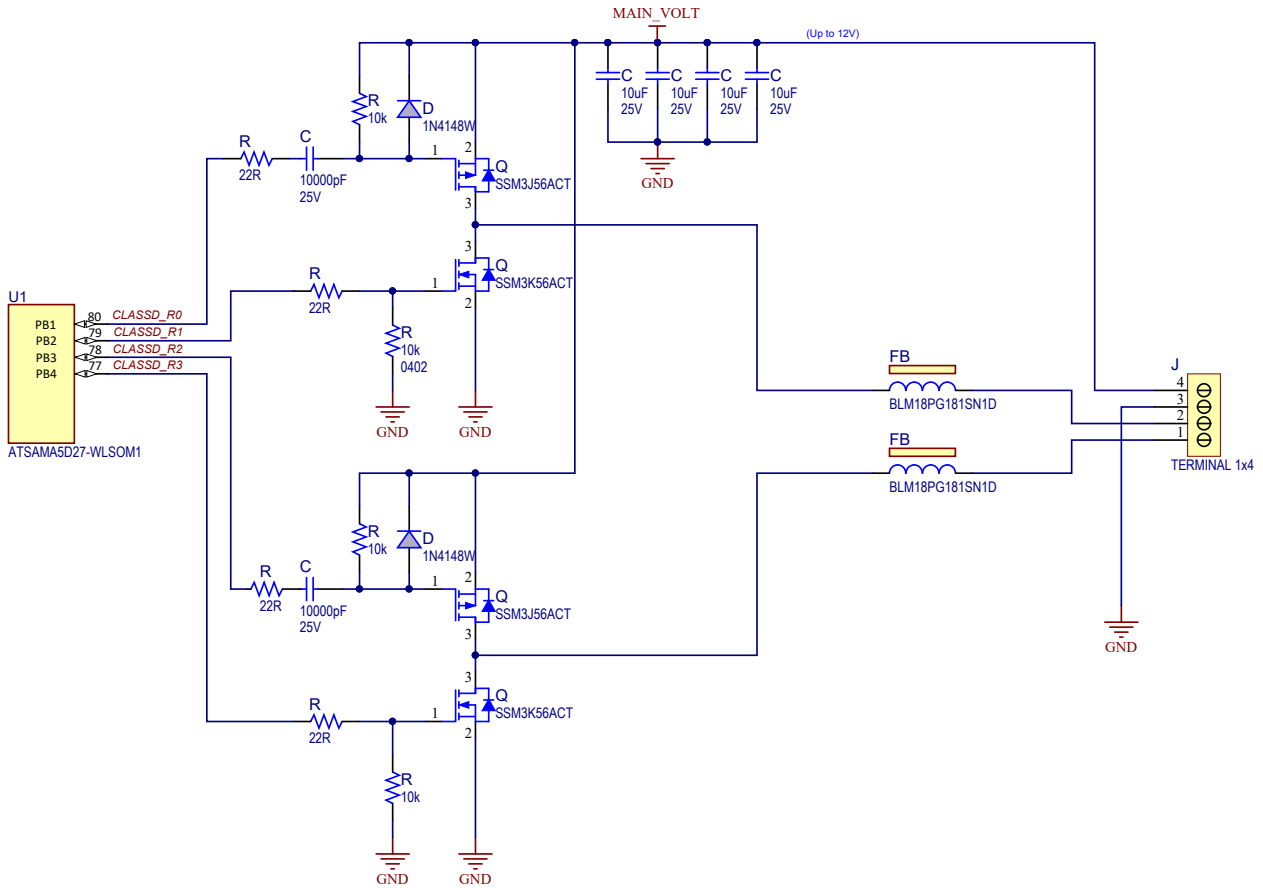 MAIN_VOLT
(Up to 12V)
R
10k
D
1N4148W
C
10uF
25V
C
10uF
25V
C
10uF
25V
C
10uF
25V
GND
R
22R
C
10000pF
25V
1
2
Q
SSM3J56ACT
3
3
Q
SSM3K56ACT
1
2
R
22R
R
10k
0402
GND
GND
U1
PB1
80
CLASSD_R0
PB2
79
CLASSD_R1
PB3
78
CLASSD_R2
PB4
77
CLASSD_R3
ATSAMA5D27-WLSOM1
FB
BLM18PG181SN1D
FB
BLM18PG181SN1D
J
4
3
2
1
TERMINAL 1x4
GND
R
10k
D
1N4148W
R
22R
C
10000pF
25V
1
2
Q
SSM3J56ACT
3
3
Q
SSM3K56ACT
1
2
R
22R
R
10k
GND
GND